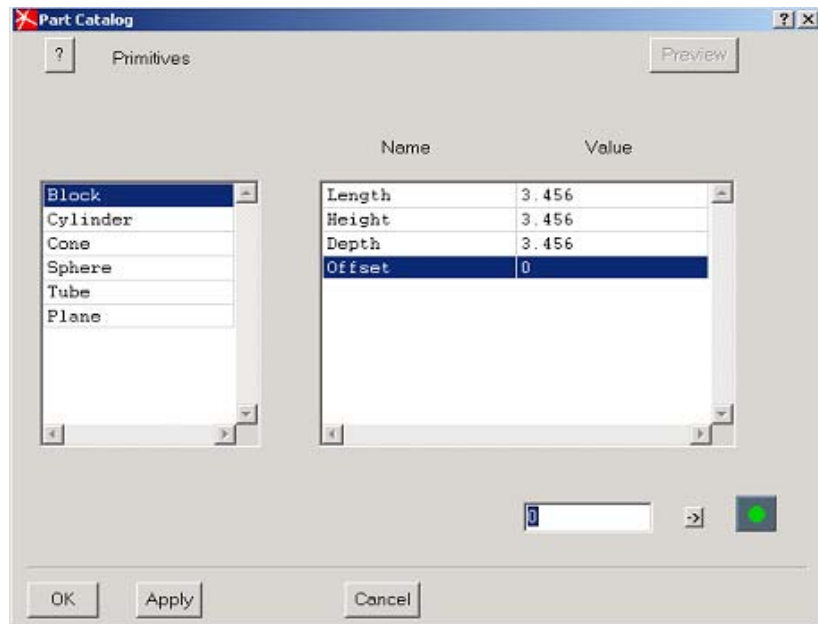 Part Catalog ? ×
? Primitives Preview
Name Value
Block
Cylinder
Cone
Sphere
Tube
Plane
Length 3.456
Height 3.456
Depth 3.456
Offset 0
0 ->
OK Apply Cancel